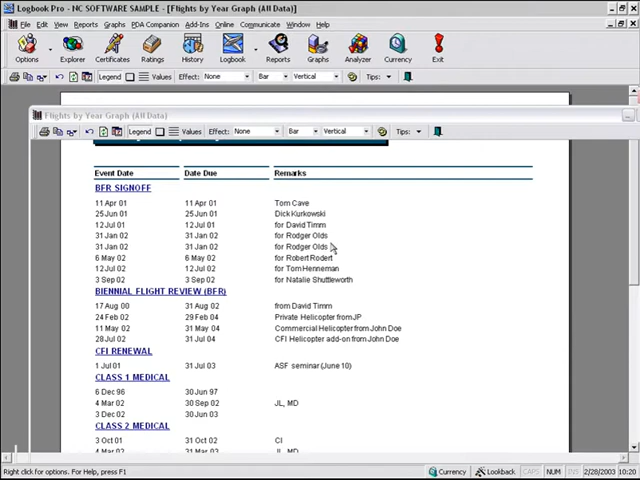 Logbook Pro - NC SOFTWARE SAMPLE - [Flights by Year Graph (All Data)]
File Edit View Reports Graphs PDA Companion Add-Ins Online Communicate Window Help
Options Explorer Certificates Ratings History Logbook Reports Graphs Analyzer Currency Exit
Legend Values Effect: None Bar Vertical Tips:
Flights by Year Graph (All Data)
Legend Values Effect: None Bar Vertical Tips:
Event Date Date Due Remarks
BFR SIGNOFF
11 Apr 01 11 Apr 01 Tom Cave
25 Jun 01 25 Jun 01 Dick Kurkowski
12 Jul 01 12 Jul 01 for David Timm
31 Jan 02 31 Jan 02 for Rodger Olds
31 Jan 02 31 Jan 02 for Rodger Olds
6 May 02 6 May 02 for Robert Rodert
12 Jul 02 12 Jul 02 for Tom Henneman
3 Sep 02 3 Sep 02 for Natalie Shuttleworth
BIENNIAL FLIGHT REVIEW (BFR)
17 Aug 00 31 Aug 02 from David Timm
24 Feb 02 29 Feb 04 Private Helicopter from JP
11 May 02 31 May 04 Commercial Helicopter from John Doe
28 Jul 02 31 Jul 04 CFI Helicopter add-on from John Doe
CFI RENEWAL
1 Jul 01 31 Jul 03 ASF seminar (June 10)
CLASS 1 MEDICAL
6 Dec 96 30 Jun 97
4 Mar 02 30 Sep 02 JL, MD
3 Dec 02 30 Jun 03
CLASS 2 MEDICAL
3 Oct 01 31 Oct 02 CI
4 Mar 02 31 Mar 03 JL, MD
Right click for options. For Help, press F1 Currency Lookback CAPS NUM INS 2/28/2003 10:20